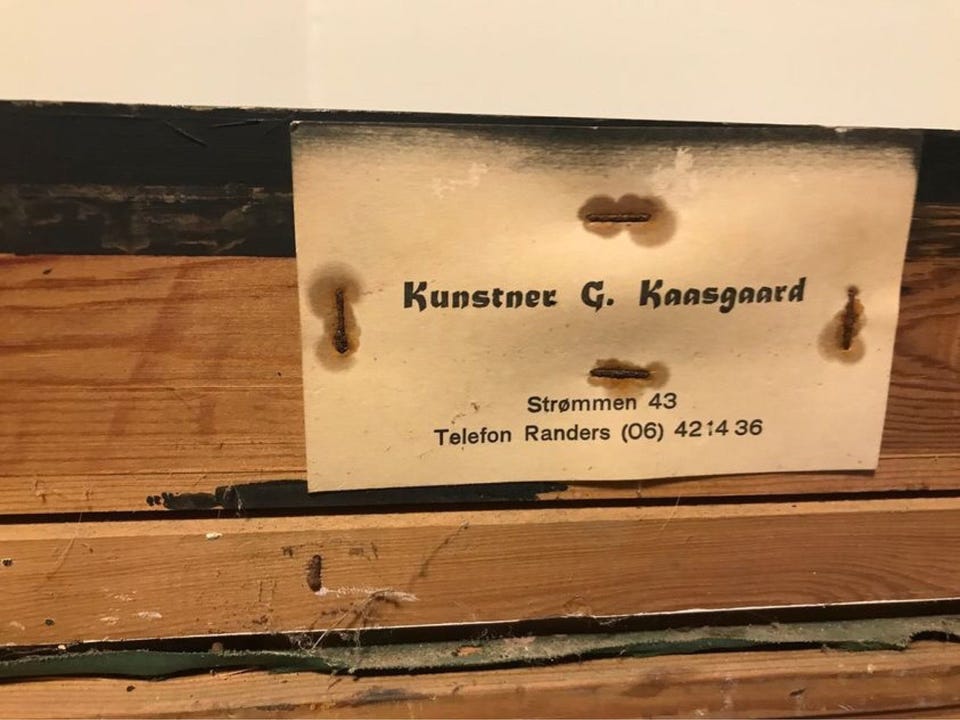 Kunstner G. Kaasgaard
Strømmen 43
Telefon Randers (06) 42 14 36